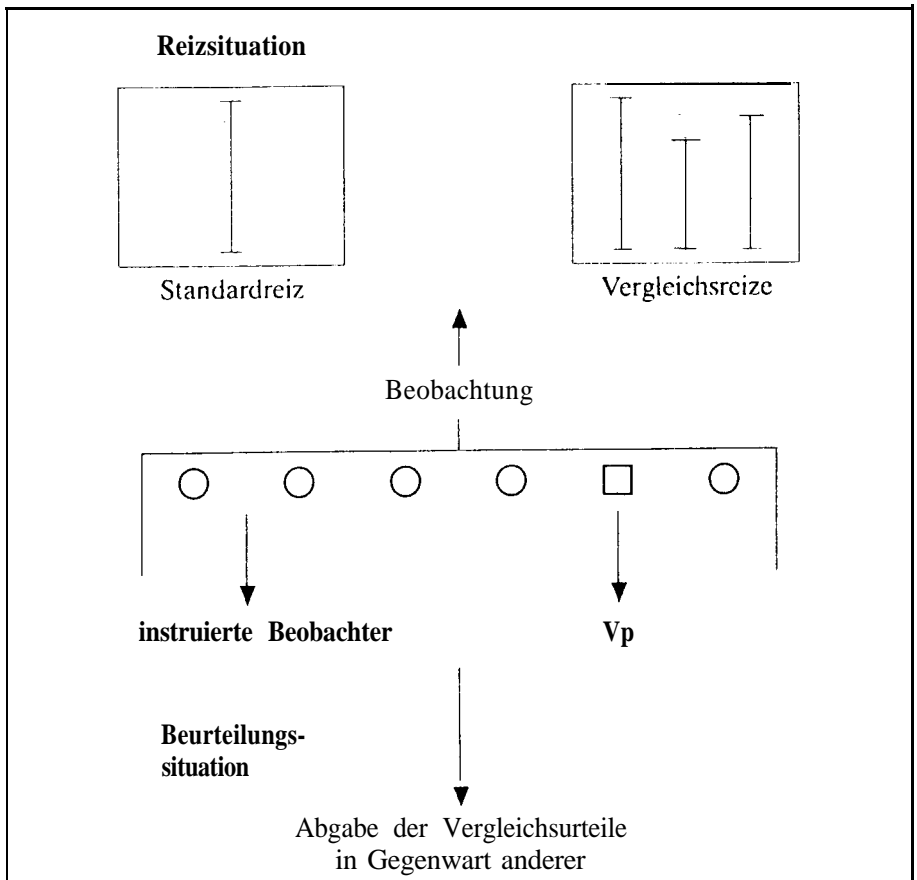 Reizsituation
Standardreiz
Vergleichsreize
Beobachtung
instruierte Beobachter
Vp
Beurteilungs-
situation
Abgabe der Vergleichsurteile
in Gegenwart anderer